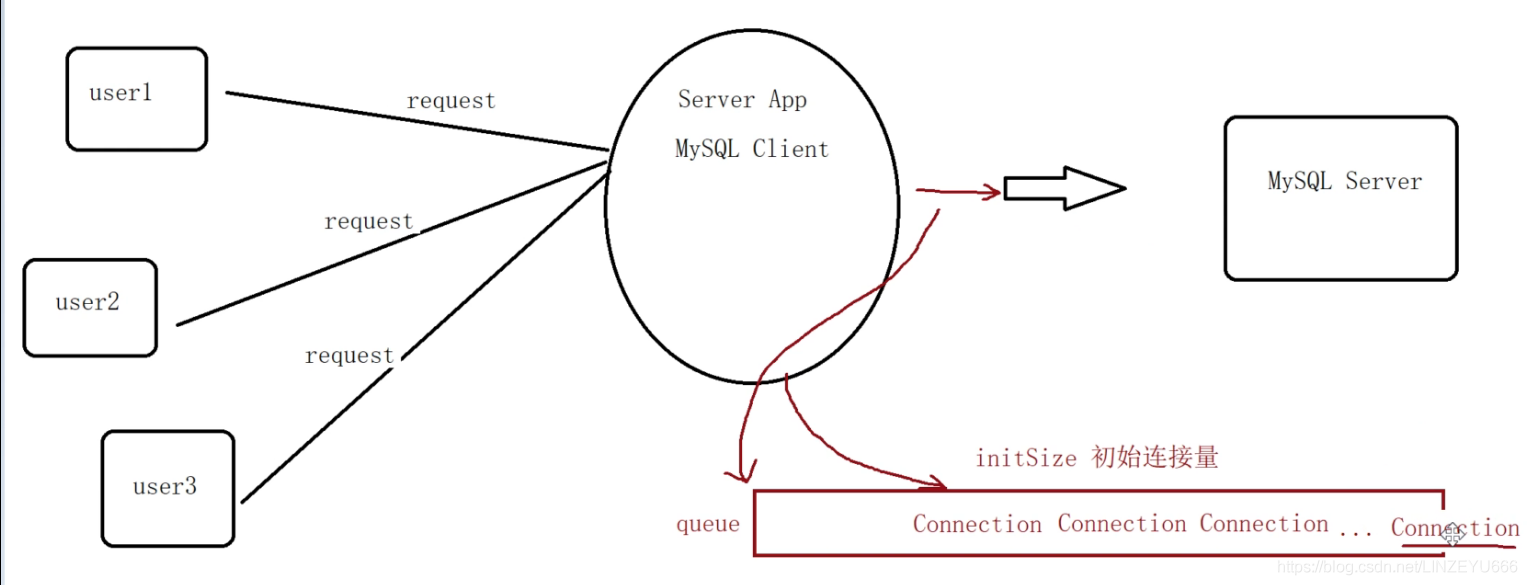 user1
request
Server App
MySQL Client
MySQL Server
request
user2
request
user3
initSize 初始连接量
queue
Connection Connection Connection ... Connection
https://blog.csdn.net/LINZEYU666